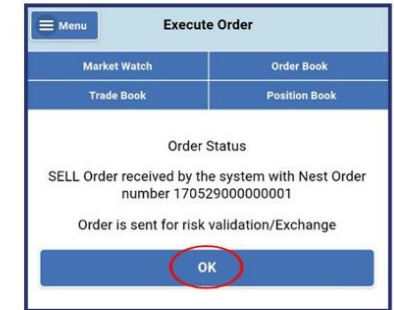 Menu
Execute Order
Market Watch
Order Book
Trade Book
Position Book
Order Status
SELL Order received by the system with Nest Order
number 170529000000001
Order is sent for risk validation/Exchange
OK